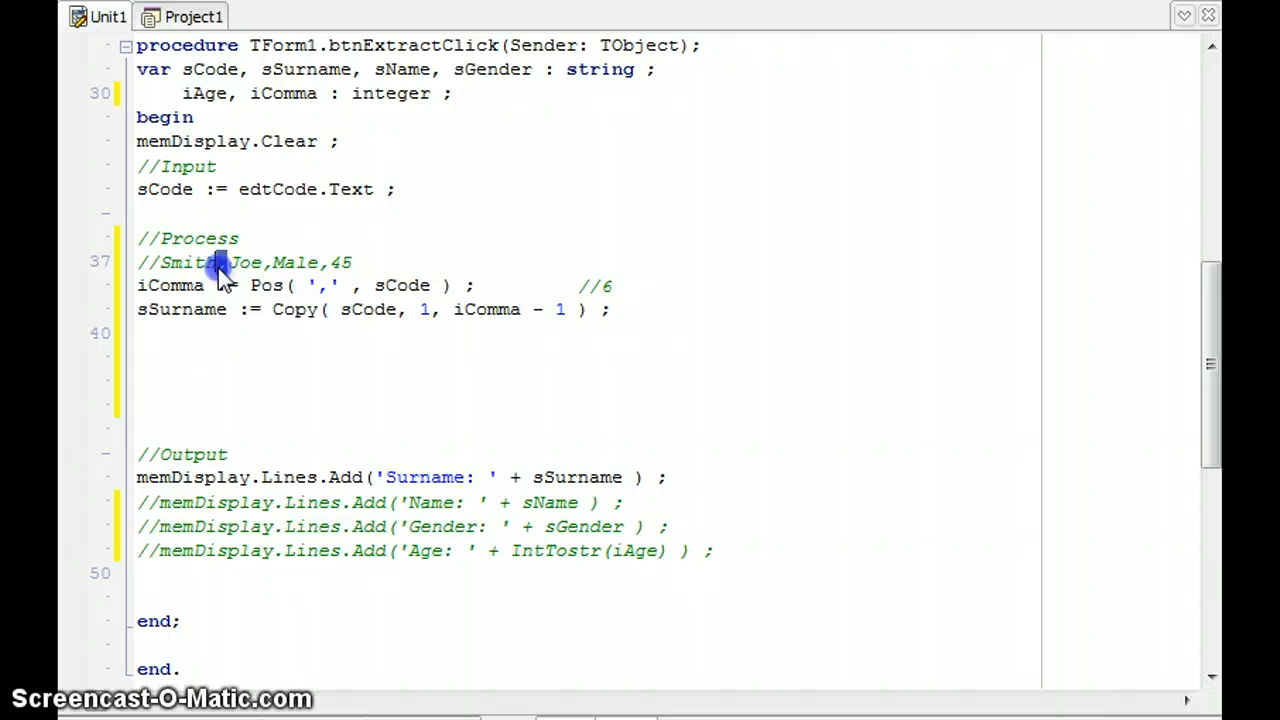 Unit1 Project1
procedure TForm1.btnExtractClick(Sender: TObject);
var sCode, sSurname, sName, sGender : string ;
30 iAge, iComma : integer ;
begin
memDisplay.Clear ;
//Input
sCode := edtCode.Text ;
//Process
37 //Smith,Joe,Male,45
iComma := Pos( ',' , sCode ) ; //6
sSurname := Copy( sCode, 1, iComma - 1 ) ;
40
//Output
memDisplay.Lines.Add('Surname: ' + sSurname ) ;
//memDisplay.Lines.Add('Name: ' + sName ) ;
//memDisplay.Lines.Add('Gender: ' + sGender ) ;
//memDisplay.Lines.Add('Age: ' + IntTostr(iAge) ) ;
50
end;
end.
Screencast-O-Matic.com